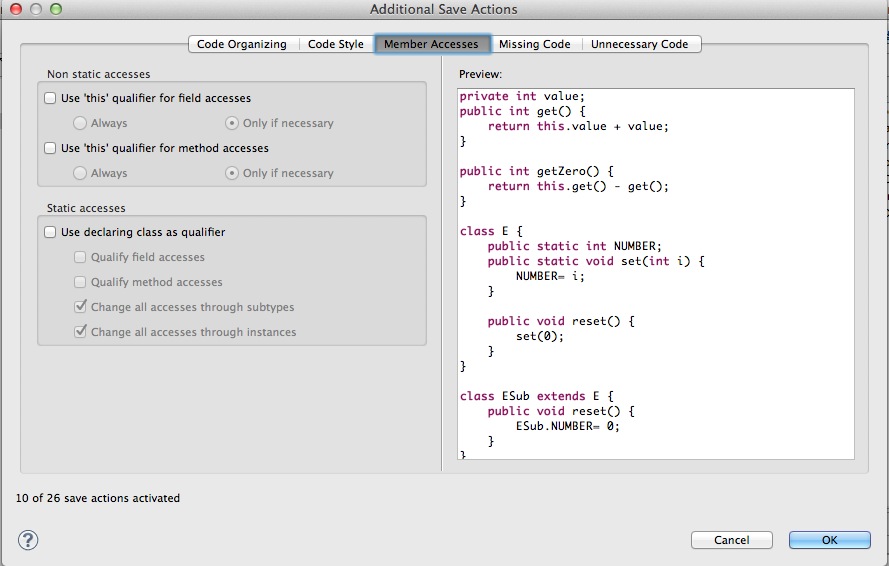 Additional Save Actions
Code Organizing Code Style Member Accesses Missing Code Unnecessary Code
Non static accesses
Use 'this' qualifier for field accesses
Always Only if necessary
Use 'this' qualifier for method accesses
Always Only if necessary
Static accesses
Use declaring class as qualifier
Qualify field accesses
Qualify method accesses
Change all accesses through subtypes
Change all accesses through instances
Preview:
private int value;
public int get() {
    return this.value + value;
}
public int getZero() {
    return this.get() - get();
}
class E {
    public static int NUMBER;
    public static void set(int i) {
        NUMBER= i;
    }
    public void reset() {
        set(0);
    }
}
class ESub extends E {
    public void reset() {
        ESub.NUMBER= 0;
    }
}
10 of 26 save actions activated
? Cancel OK